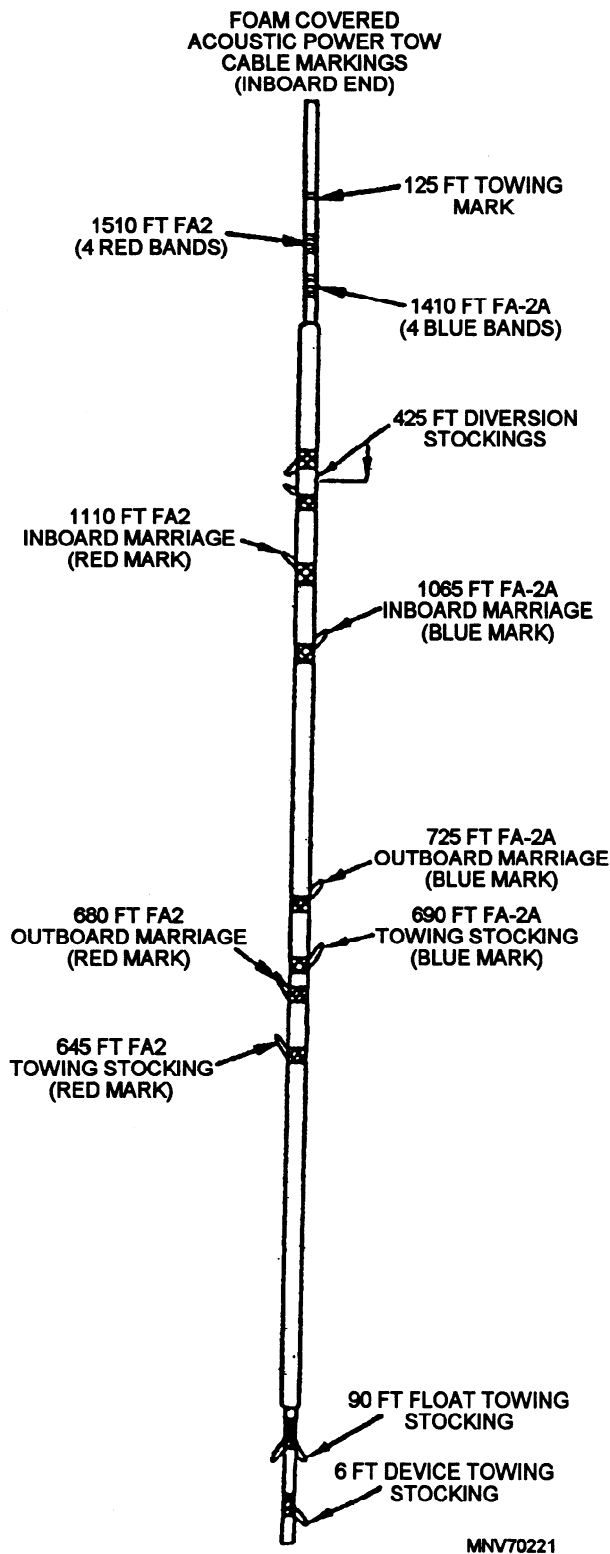 FOAM COVERED
ACOUSTIC POWER TOW
CABLE MARKINGS
(INBOARD END)
125 FT TOWING
MARK
1510 FT FA2
(4 RED BANDS)
1410 FT FA-2A
(4 BLUE BANDS)
425 FT DIVERSION
STOCKINGS
1110 FT FA2
INBOARD MARRIAGE
(RED MARK)
1065 FT FA-2A
INBOARD MARRIAGE
(BLUE MARK)
725 FT FA-2A
OUTBOARD MARRIAGE
(BLUE MARK)
680 FT FA2
OUTBOARD MARRIAGE
(RED MARK)
690 FT FA-2A
TOWING STOCKING
(BLUE MARK)
645 FT FA2
TOWING STOCKING
(RED MARK)
90 FT FLOAT TOWING
STOCKING
6 FT DEVICE TOWING
STOCKING
MNV70221